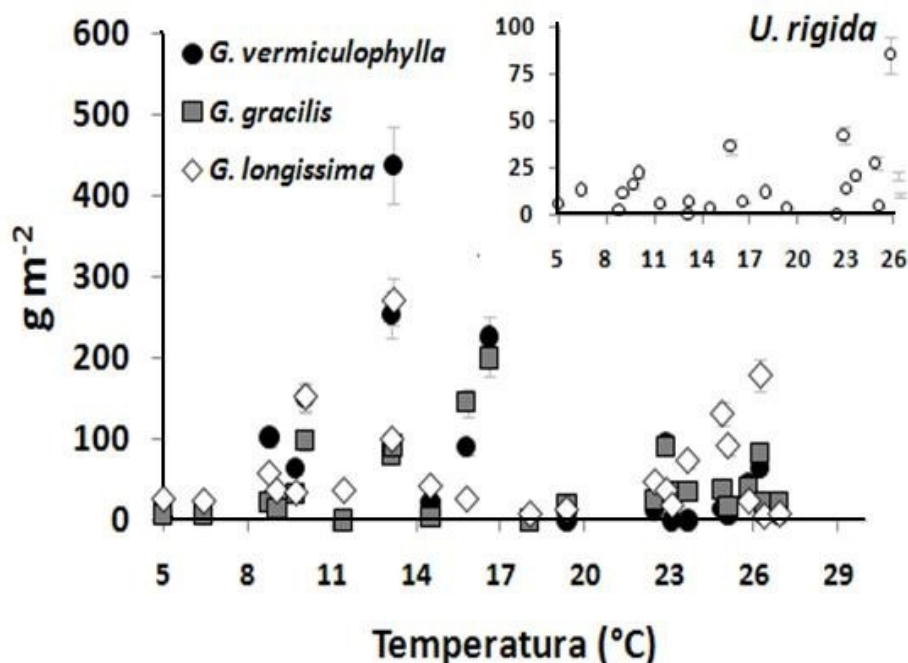 600
500
400
300
200
100
0
g m⁻²
G. vermiculophylla
G. gracilis
G. longissima
5 8 11 14 17 20 23 26 29
Temperatura (°C)
U. rigida
100
75
50
25
0
5 8 11 14 17 20 23 26